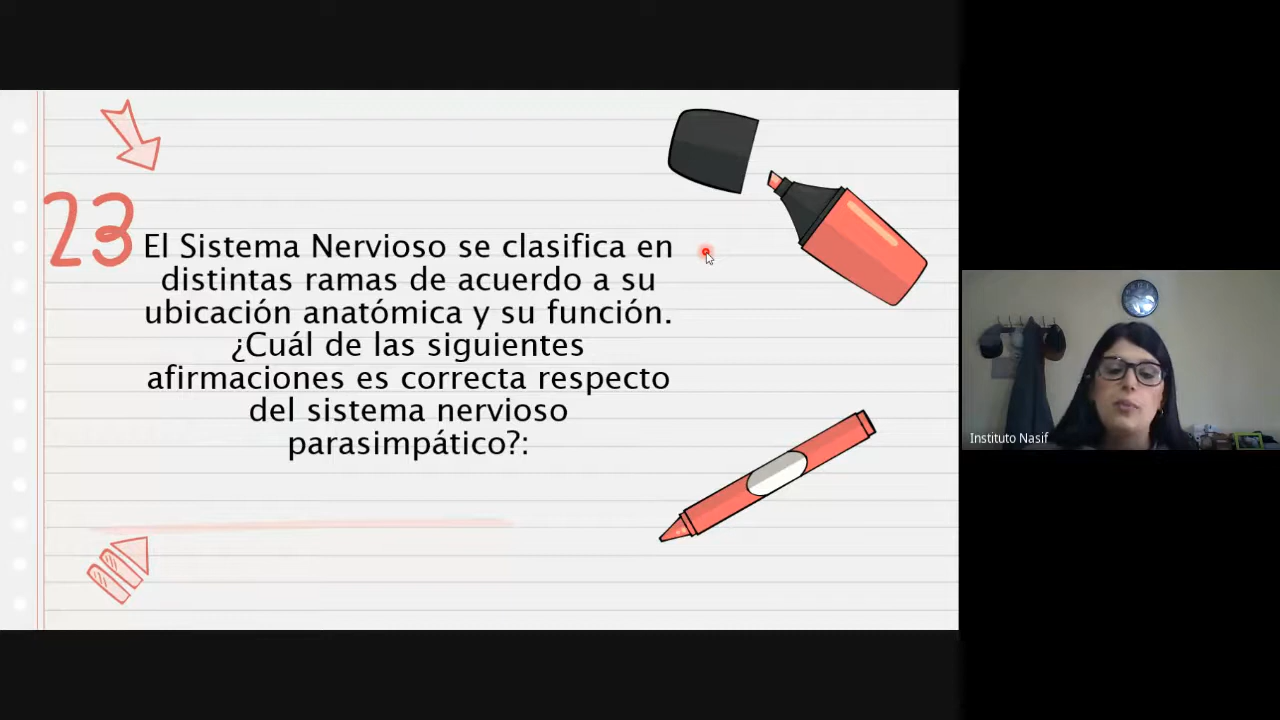 23
El Sistema Nervioso se clasifica en
distintas ramas de acuerdo a su
ubicación anatómica y su función.
¿Cuál de las siguientes
afirmaciones es correcta respecto
del sistema nervioso
parasimpático?:
Instituto Nasif